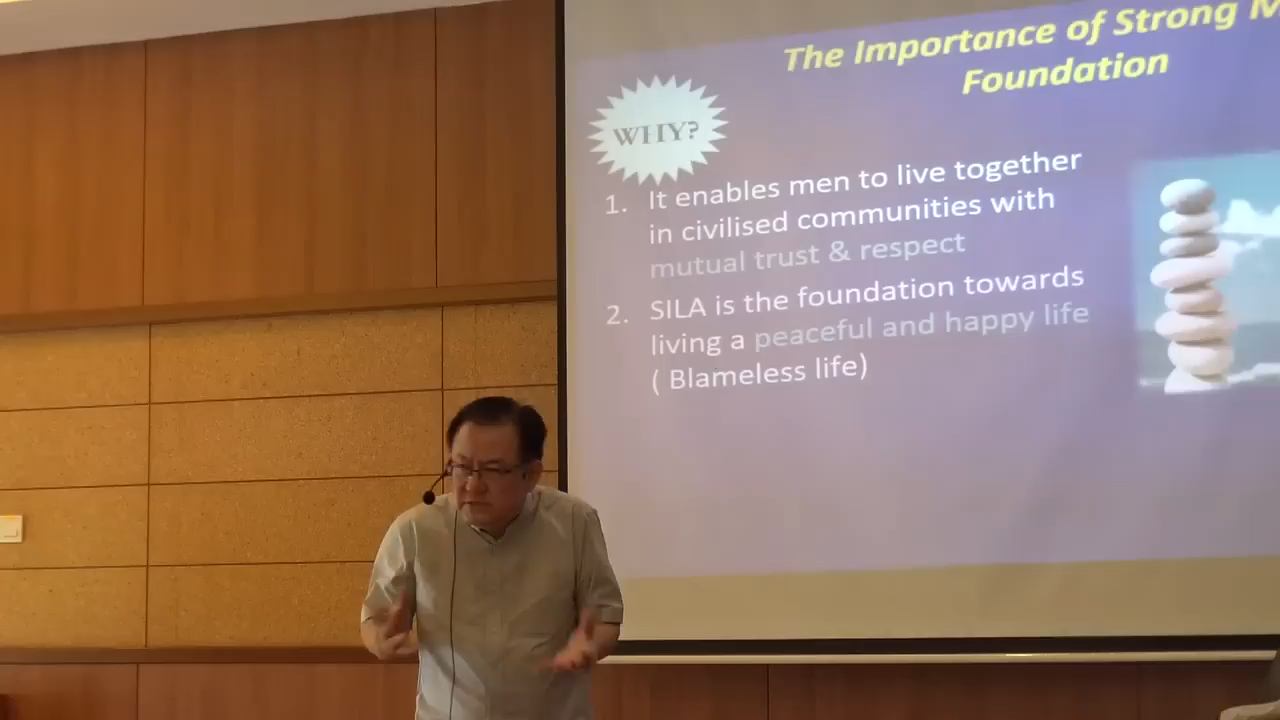 The Importance of Strong
Foundation
WHY?
1. It enables men to live together
in civilised communities with
mutual trust & respect
2. SILA is the foundation towards
living a peaceful and happy life
( Blameless life)